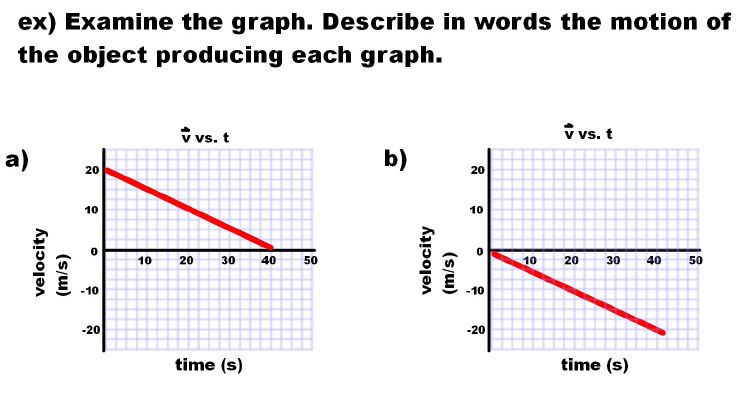 ex) Examine the graph. Describe in words the motion of
the object producing each graph.
v vs. t
a)
20
10
0
-10
-20
10 20 30 40 50
velocity
(m/s)
time (s)
v vs. t
b)
20
10
0
-10
-20
10 20 30 40 50
velocity
(m/s)
time (s)